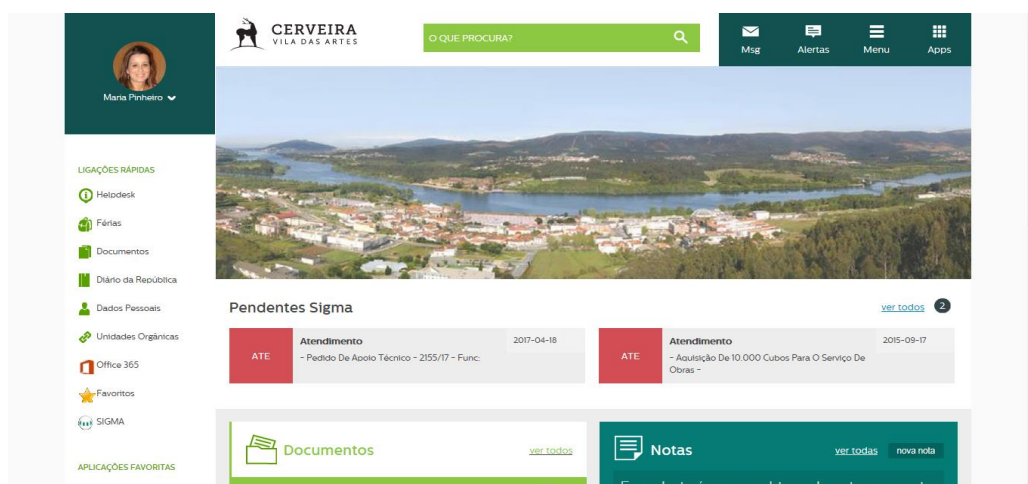 CERVEIRA
VILA DAS ARTES
O QUE PROCURA?
Msg
Alertas
Menu
Apps
Maria Pinheiro
LIGAÇÕES RÁPIDAS
Helpdesk
Férias
Documentos
Diário da República
Dados Pessoais
Unidades Orgânicas
Office 365
Favoritos
SIGMA
APLICAÇÕES FAVORITAS
Pendentes Sigma
ver todos 2
ATE
Atendimento
2017-04-18
- Pedido De Apoio Técnico - 2155/17 - Func:
ATE
Atendimento
2015-09-17
- Aquisição De 10.000 Cubos Para O Serviço De
Obras -
Documentos
ver todos
Notas
ver todas
nova nota